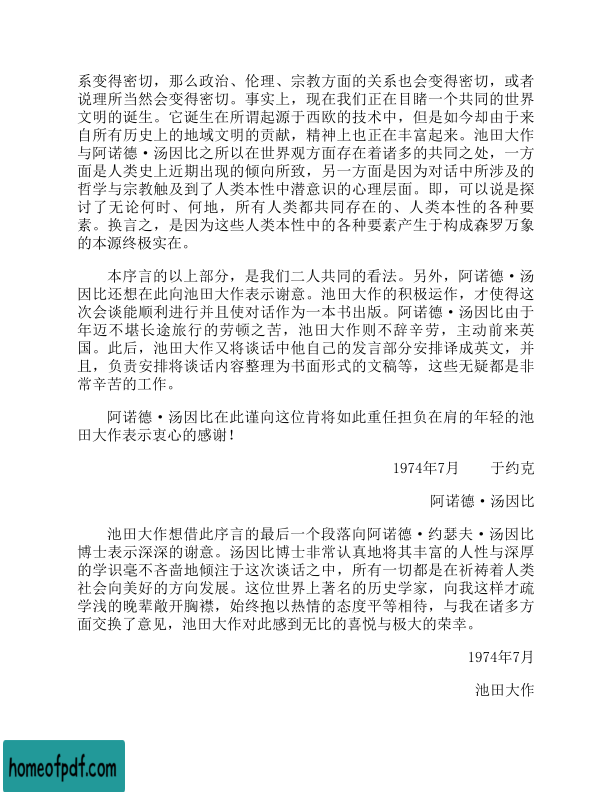 系变得密切，那么政治、伦理、宗教方面的关系也会变得密切，或者
说理所当然会变得密切。事实上，现在我们正在目睹一个共同的世界
文明的诞生。它诞生在所谓起源于西欧的技术中，但是如今却由于来
自所有历史上的地域文明的贡献，精神上也正在丰富起来。池田大作
与阿诺德·汤因比之所以在世界观方面存在着诸多的共同之处，一方
面是人类史上近期出现的倾向所致，另一方面是因为对话中所涉及的
哲学与宗教触及到了人类本性中潜意识的心理层面。即，可以说是探
讨了无论何时、何地，所有人类都共同存在的、人类本性的各种要
素。换言之，是因为这些人类本性中的各种要素产生于构成森罗万象
的本源终极实在。
本序言的以上部分，是我们二人共同的看法。另外，阿诺德·汤
因比还想在此向池田大作表示谢意。池田大作的积极运作，才使得这
次会谈能顺利进行并且使对话作为一本书出版。阿诺德·汤因比由于
年迈不堪长途旅行的劳顿之苦，池田大作则不辞辛劳，主动前来英
国。此后，池田大作又将谈话中他自己的发言部分安排译成英文，并
且，负责安排将谈话内容整理为书面形式的文稿等，这些无疑都是非
常辛苦的工作。
阿诺德·汤因比在此谨向这位肯将如此重任担负在肩的年轻的池
田大作表示衷心的感谢！
1974年7月　　于约克
阿诺德·汤因比
池田大作想借此序言的最后一个段落向阿诺德·约瑟夫·汤因比
博士表示深深的谢意。汤因比博士非常认真地将其丰富的人性与深厚
的学识毫不吝啬地倾注于这次谈话之中，所有一切都是在祈祷着人类
社会向美好的方向发展。这位世界上著名的历史学家，向我这样才疏
学浅的晚辈敞开胸襟，始终抱以热情的态度平等相待，与我在诸多方
面交换了意见，池田大作对此感到无比的喜悦与极大的荣幸。
1974年7月
池田大作
homeofpdf.com